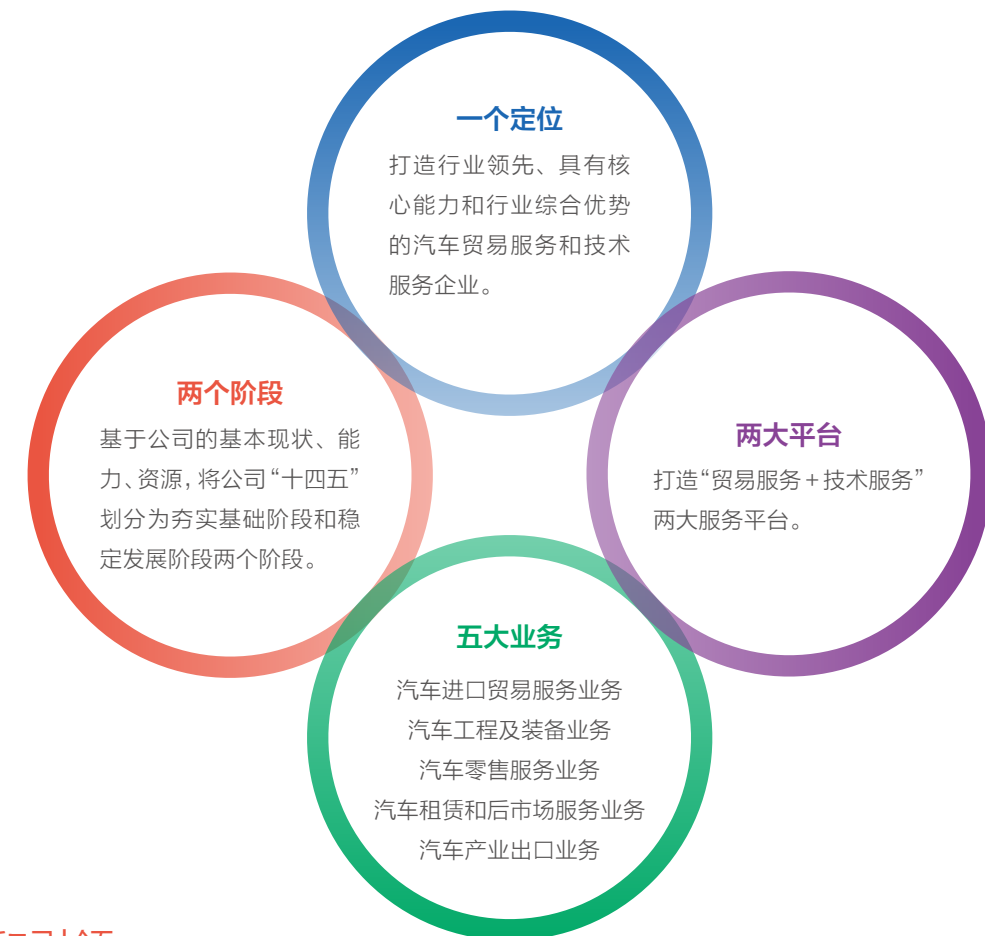 一个定位
打造行业领先、具有核
心能力和行业综合优势
的汽车贸易服务和技术
服务企业。
两个阶段
基于公司的基本现状、能
力、资源，将公司“十四五”
划分为夯实基础阶段和稳
定发展阶段两个阶段。
两大平台
打造“贸易服务+技术服务”
两大服务平台。
五大业务
汽车进口贸易服务业务
汽车工程及装备业务
汽车零售服务业务
汽车租赁和后市场服务业务
汽车产业出口业务